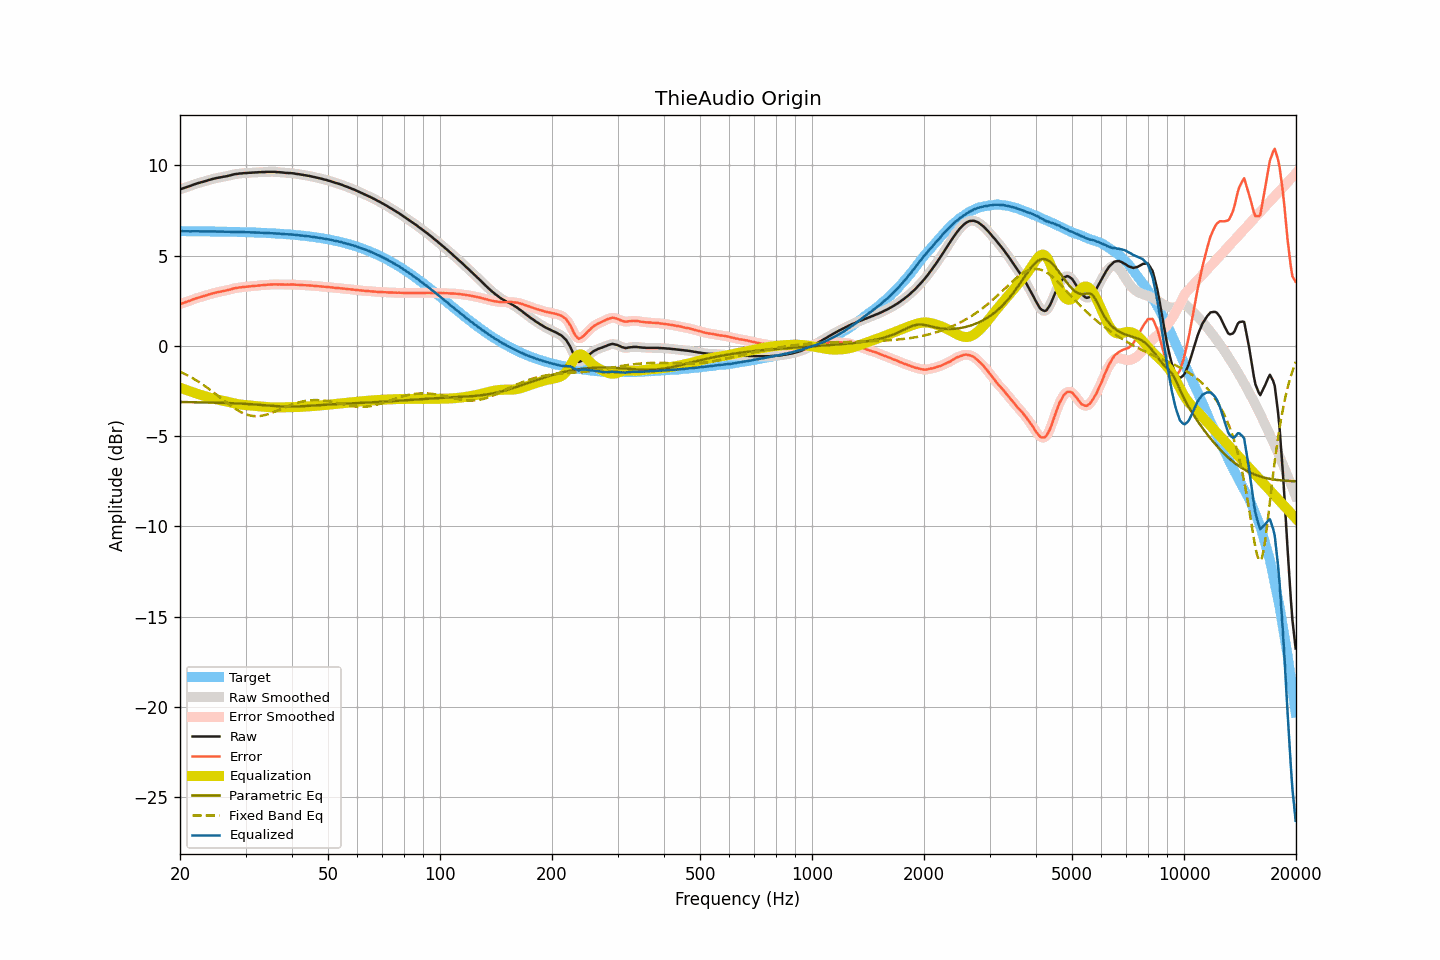 ThieAudio Origin
Amplitude (dBr)
10
5
0
−5
−10
−15
−20
−25
Target
Raw Smoothed
Error Smoothed
Raw
Error
Equalization
Parametric Eq
Fixed Band Eq
Equalized
20 50 100 200 500 1000 2000 5000 10000 20000
Frequency (Hz)